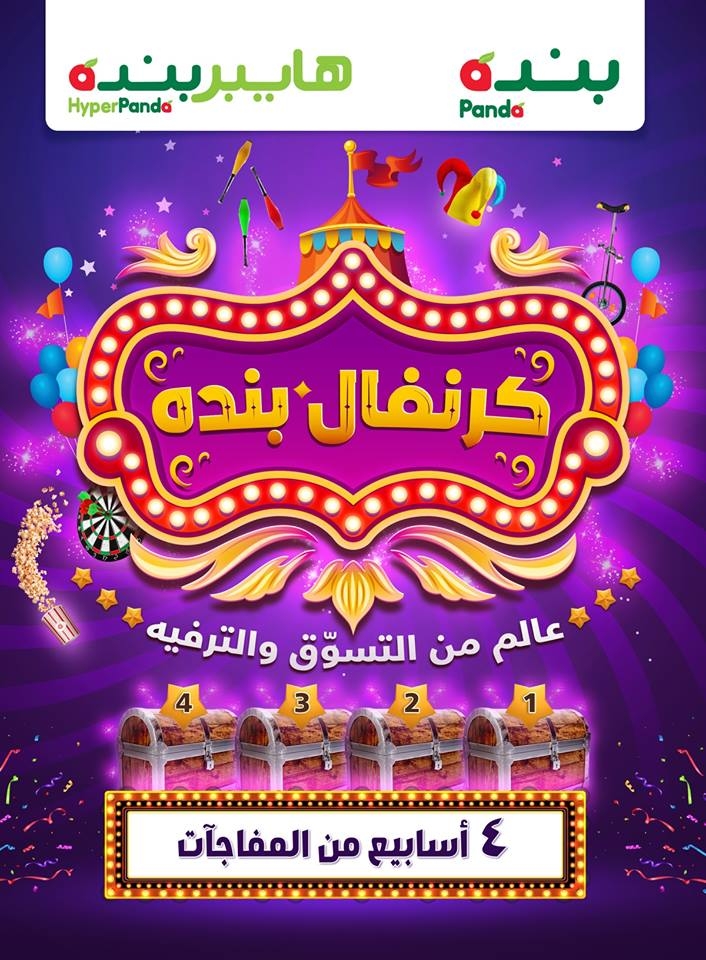 بنده
Panda
هايبربنده
HyperPanda
كرنفال بنده
عالم من التسوّق والترفيه
1
2
3
4
٤ أسابيع من المفاجآت